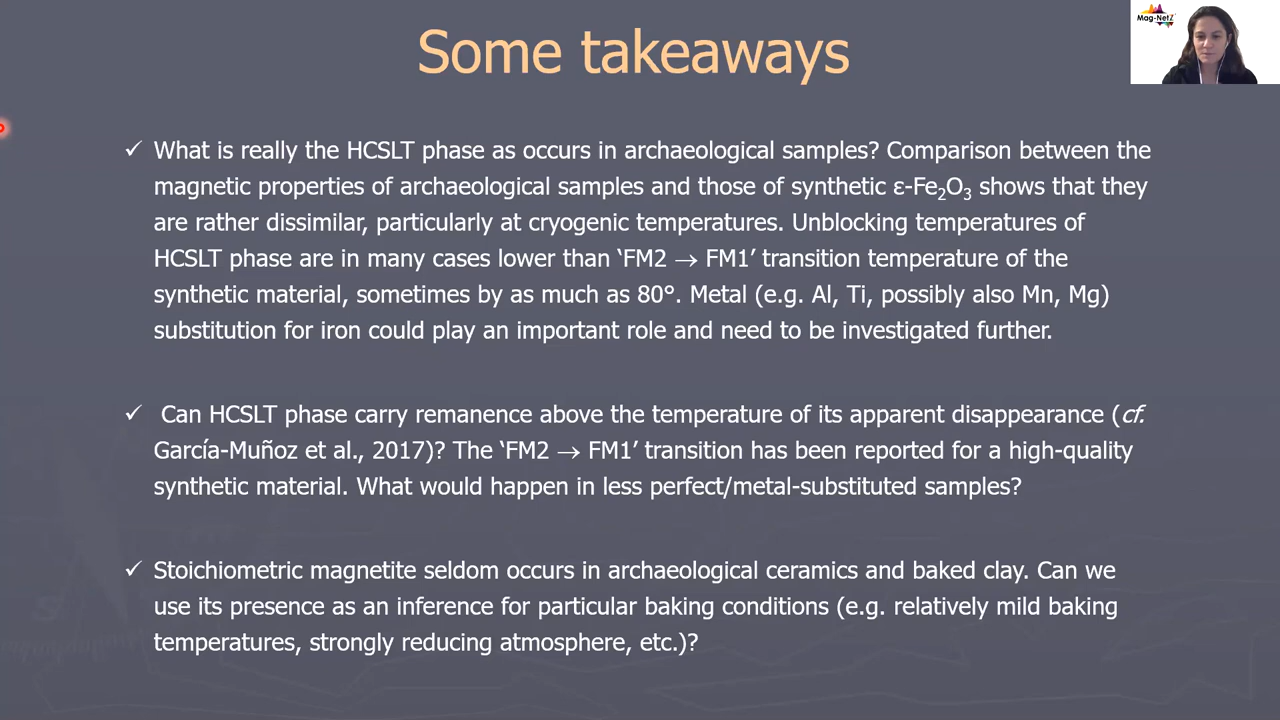 Some takeaways
Mag-NetZ
✓ What is really the HCSLT phase as occurs in archaeological samples? Comparison between the
magnetic properties of archaeological samples and those of synthetic ε-Fe₂O₃ shows that they
are rather dissimilar, particularly at cryogenic temperatures. Unblocking temperatures of
HCSLT phase are in many cases lower than ‘FM2 → FM1’ transition temperature of the
synthetic material, sometimes by as much as 80°. Metal (e.g. Al, Ti, possibly also Mn, Mg)
substitution for iron could play an important role and need to be investigated further.
✓ Can HCSLT phase carry remanence above the temperature of its apparent disappearance (cf.
García-Muñoz et al., 2017)? The ‘FM2 → FM1’ transition has been reported for a high-quality
synthetic material. What would happen in less perfect/metal-substituted samples?
✓ Stoichiometric magnetite seldom occurs in archaeological ceramics and baked clay. Can we
use its presence as an inference for particular baking conditions (e.g. relatively mild baking
temperatures, strongly reducing atmosphere, etc.)?